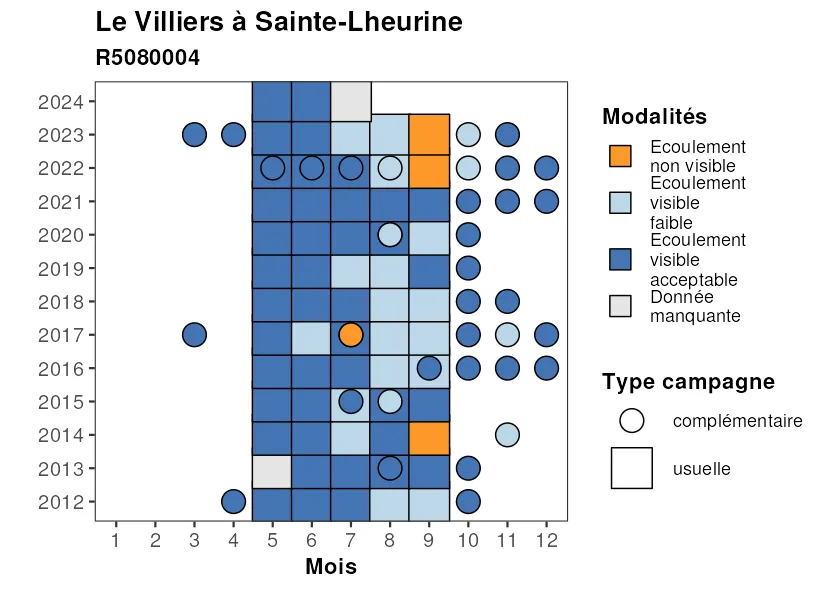 Le Villiers à Sainte-Lheurine
R5080004
2024
2023
2022
2021
2020
2019
2018
2017
2016
2015
2014
2013
2012
1 2 3 4 5 6 7 8 9 10 11 12
Mois
Modalités
Ecoulement
non visible
Ecoulement
visible
faible
Ecoulement
visible
acceptable
Donnée
manquante
Type campagne
complémentaire
usuelle